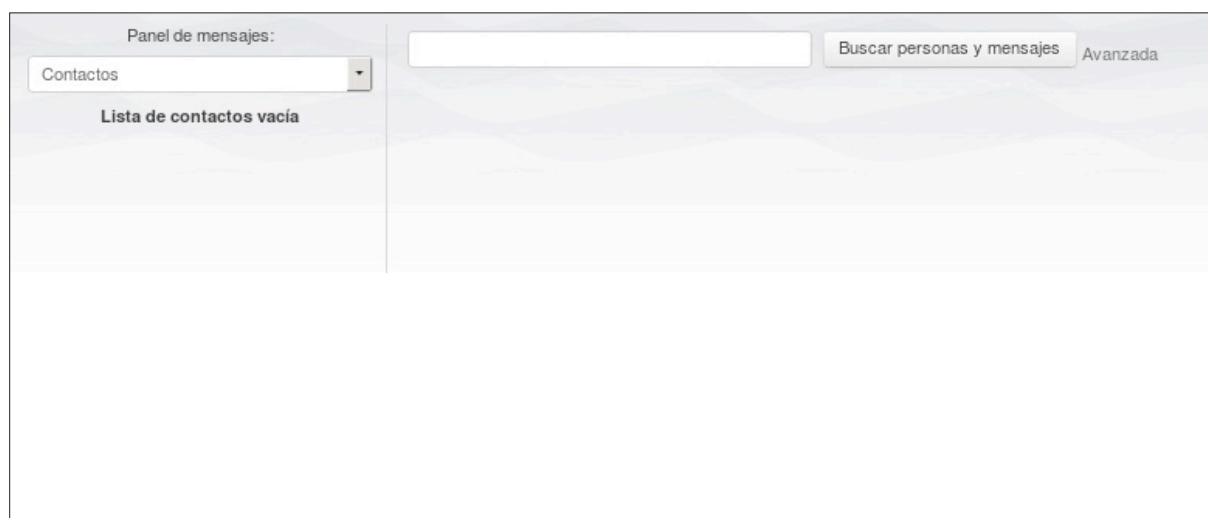 Panel de mensajes:
Contactos
Lista de contactos vacía
Buscar personas y mensajes
Avanzada